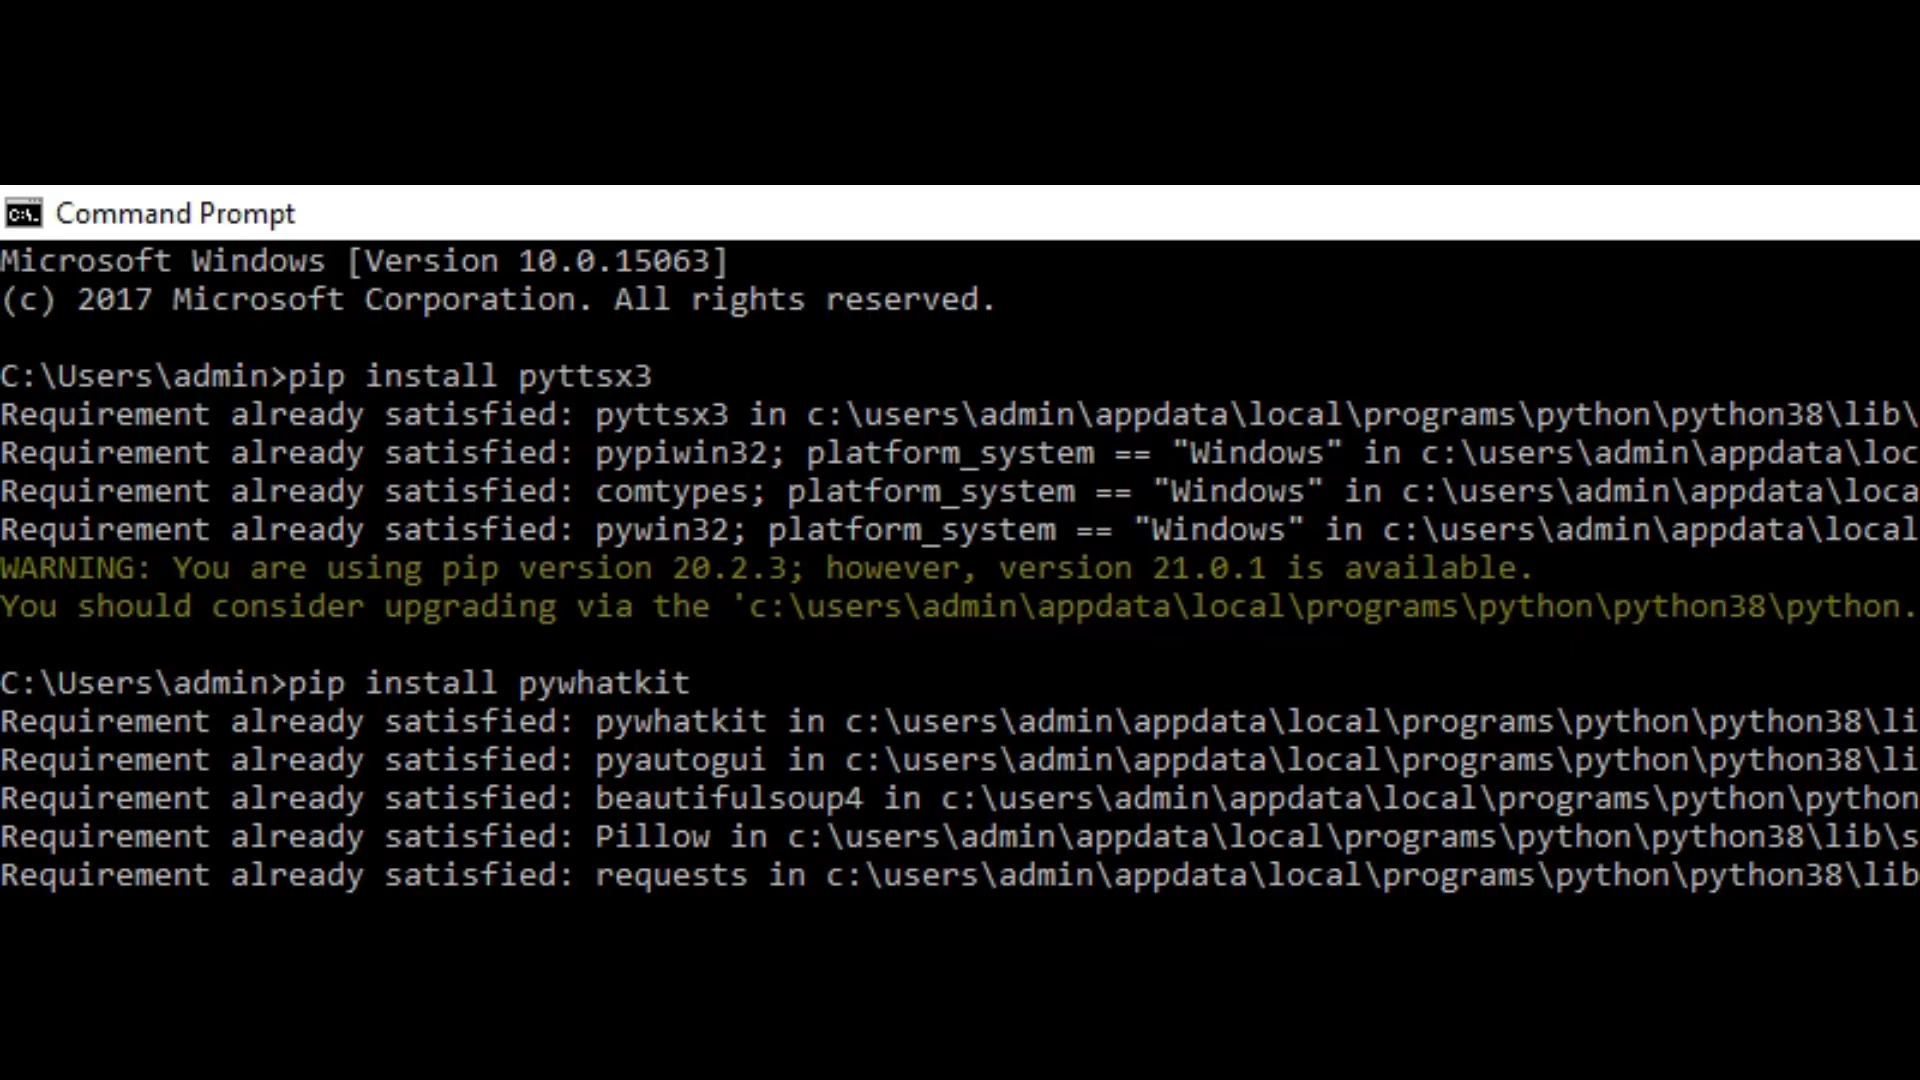 Command Prompt
Microsoft Windows [Version 10.0.15063]
(c) 2017 Microsoft Corporation. All rights reserved.
C:\Users\admin>pip install pyttsx3
Requirement already satisfied: pyttsx3 in c:\users\admin\appdata\local\programs\python\python38\lib\
Requirement already satisfied: pypiwin32; platform_system == "Windows" in c:\users\admin\appdata\loc
Requirement already satisfied: comtypes; platform_system == "Windows" in c:\users\admin\appdata\loca
Requirement already satisfied: pywin32; platform_system == "Windows" in c:\users\admin\appdata\local
WARNING: You are using pip version 20.2.3; however, version 21.0.1 is available.
You should consider upgrading via the 'c:\users\admin\appdata\local\programs\python\python38\python.
C:\Users\admin>pip install pywhatkit
Requirement already satisfied: pywhatkit in c:\users\admin\appdata\local\programs\python\python38\li
Requirement already satisfied: pyautogui in c:\users\admin\appdata\local\programs\python\python38\li
Requirement already satisfied: beautifulsoup4 in c:\users\admin\appdata\local\programs\python\python
Requirement already satisfied: Pillow in c:\users\admin\appdata\local\programs\python\python38\lib\s
Requirement already satisfied: requests in c:\users\admin\appdata\local\programs\python\python38\lib